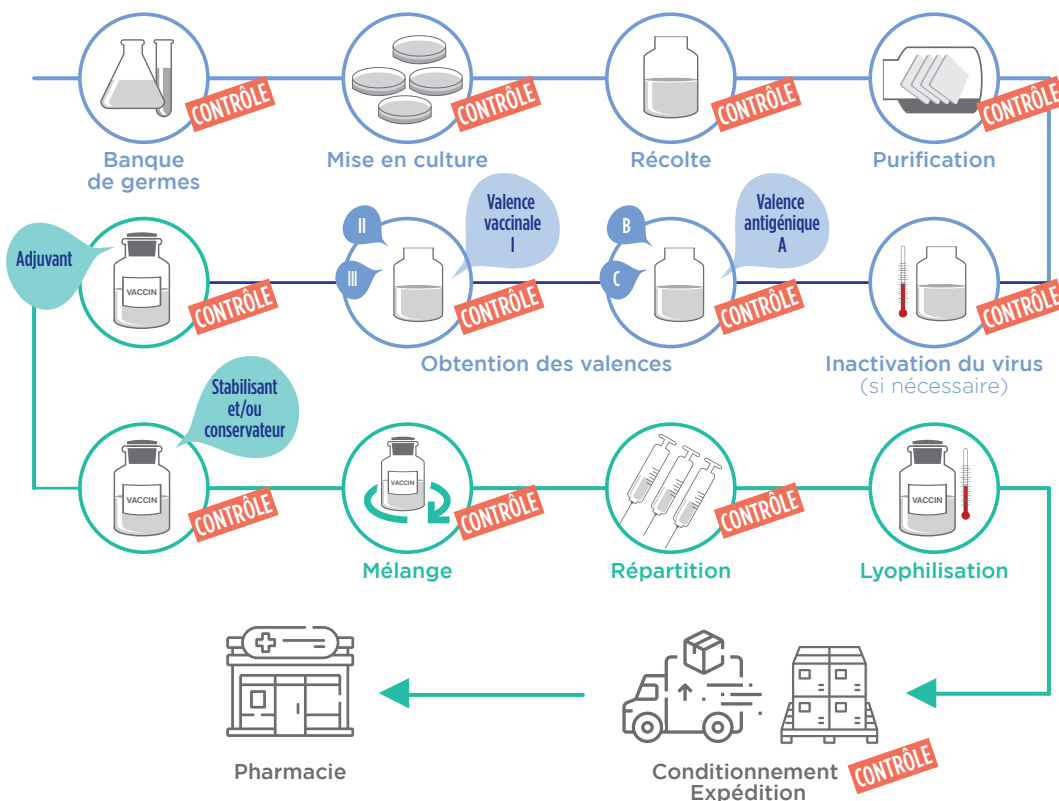 CONTRÔLE
CONTRÔLE
CONTRÔLE
CONTRÔLE
Banque
de germes
Mise en culture
Récolte
Purification
Adjuvant
VACCIN
CONTRÔLE
II
III
Valence
vaccinale
I
CONTRÔLE
B
C
Valence
antigénique
A
CONTRÔLE
CONTRÔLE
Obtention des valences
Inactivation du virus
(si nécessaire)
Stabilisant
et/ou
conservateur
VACCIN
CONTRÔLE
VACCIN
CONTRÔLE
CONTRÔLE
VACCIN
Mélange
Répartition
Lyophilisation
Pharmacie
Conditionnement
Expédition
CONTRÔLE